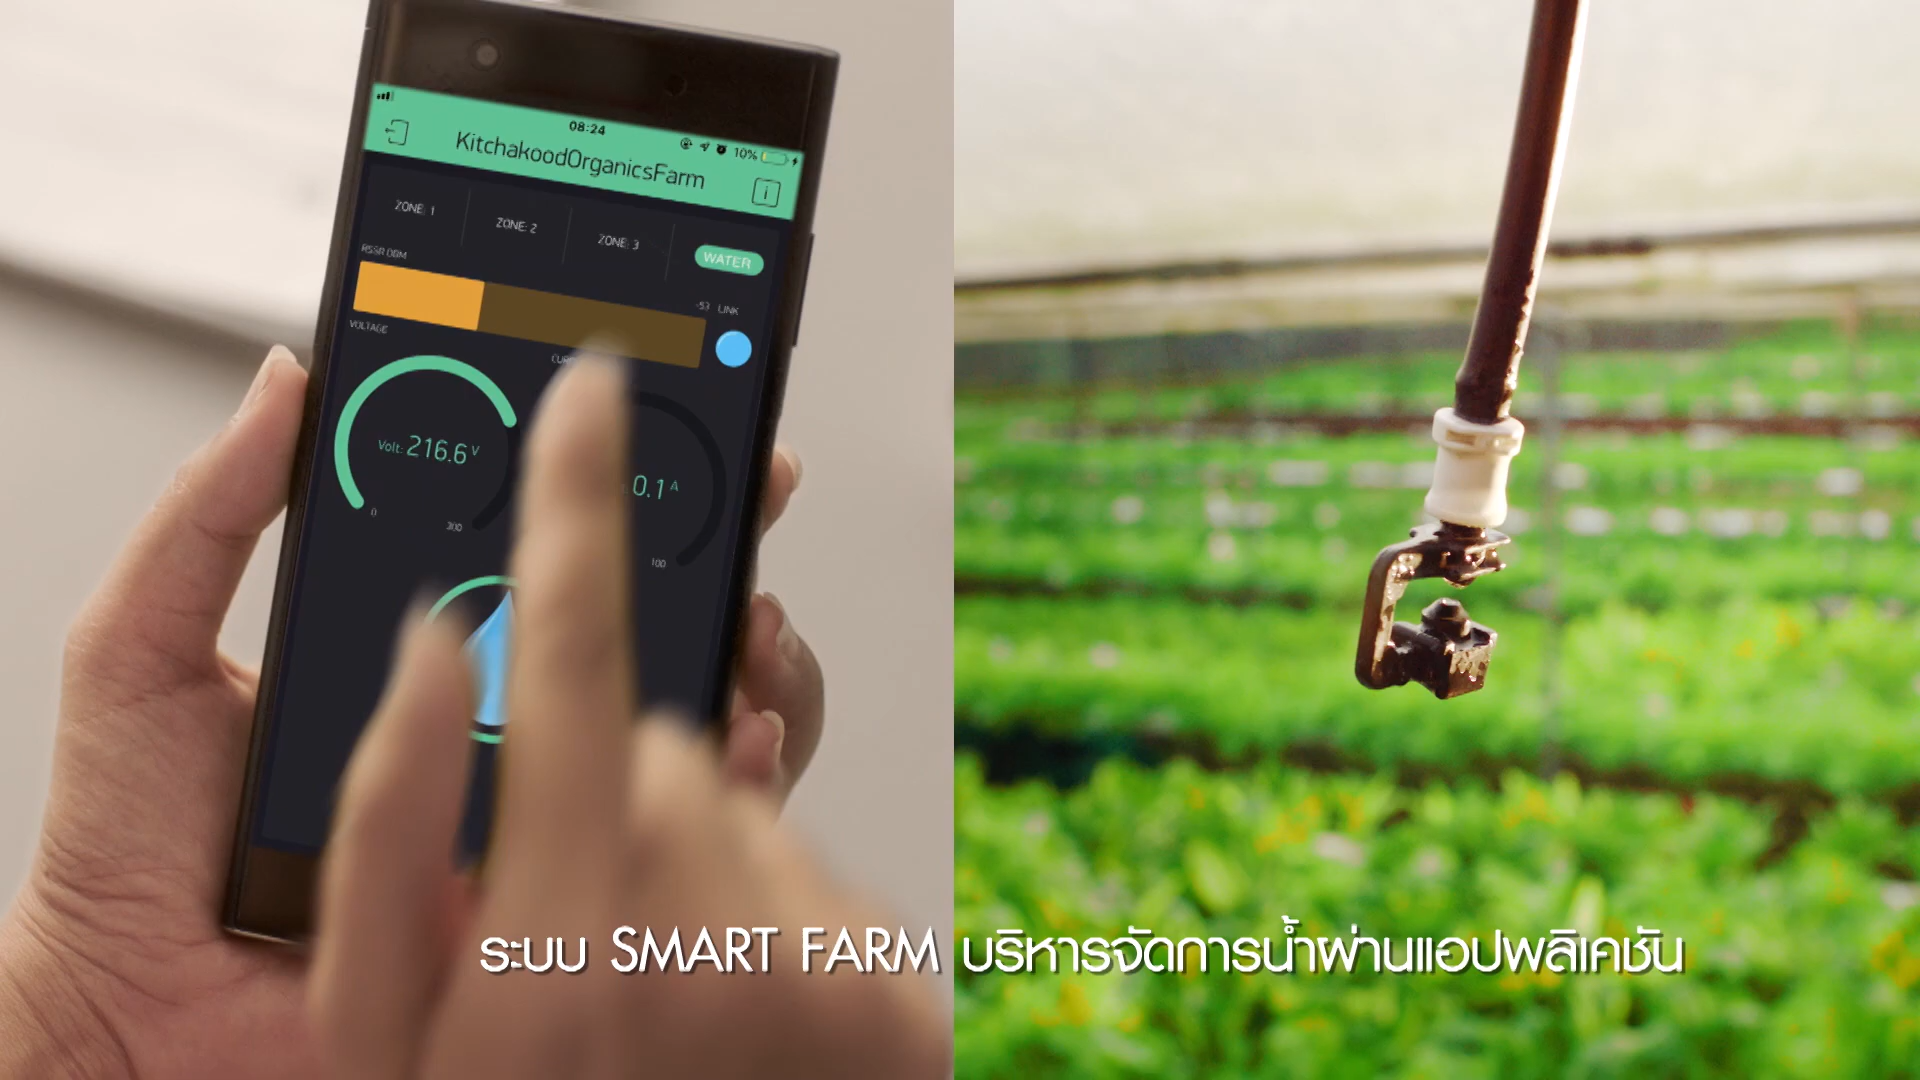 08:24
10%
KitchakoodOrganicsFarm
i
ZONE: 1
ZONE: 2
ZONE: 3
WATER
-53
LINK
VOLTAGE
Volt: 216.6 V
0
300
0.1 A
100
ระบบ SMART FARM บริหารจัดการน้ำผ่านแอปพลิเคชัน